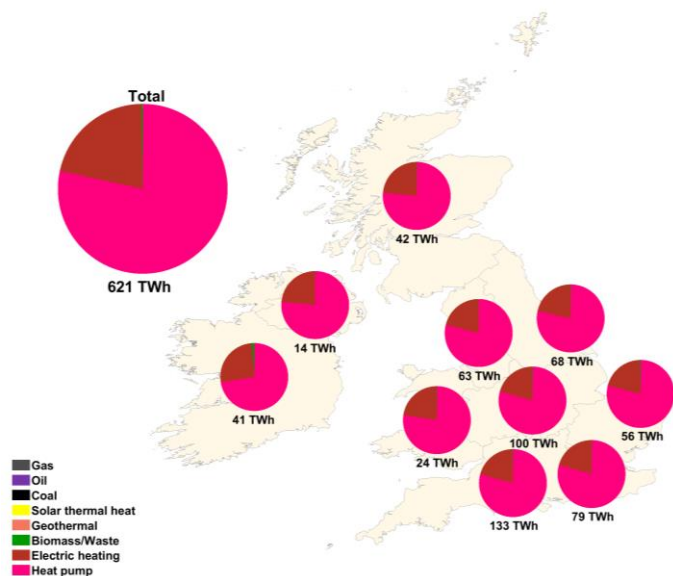 Total
621 TWh
42 TWh
14 TWh
41 TWh
63 TWh
68 TWh
24 TWh
100 TWh
56 TWh
133 TWh
79 TWh
Gas
Oil
Coal
Solar thermal heat
Geothermal
Biomass/Waste
Electric heating
Heat pump